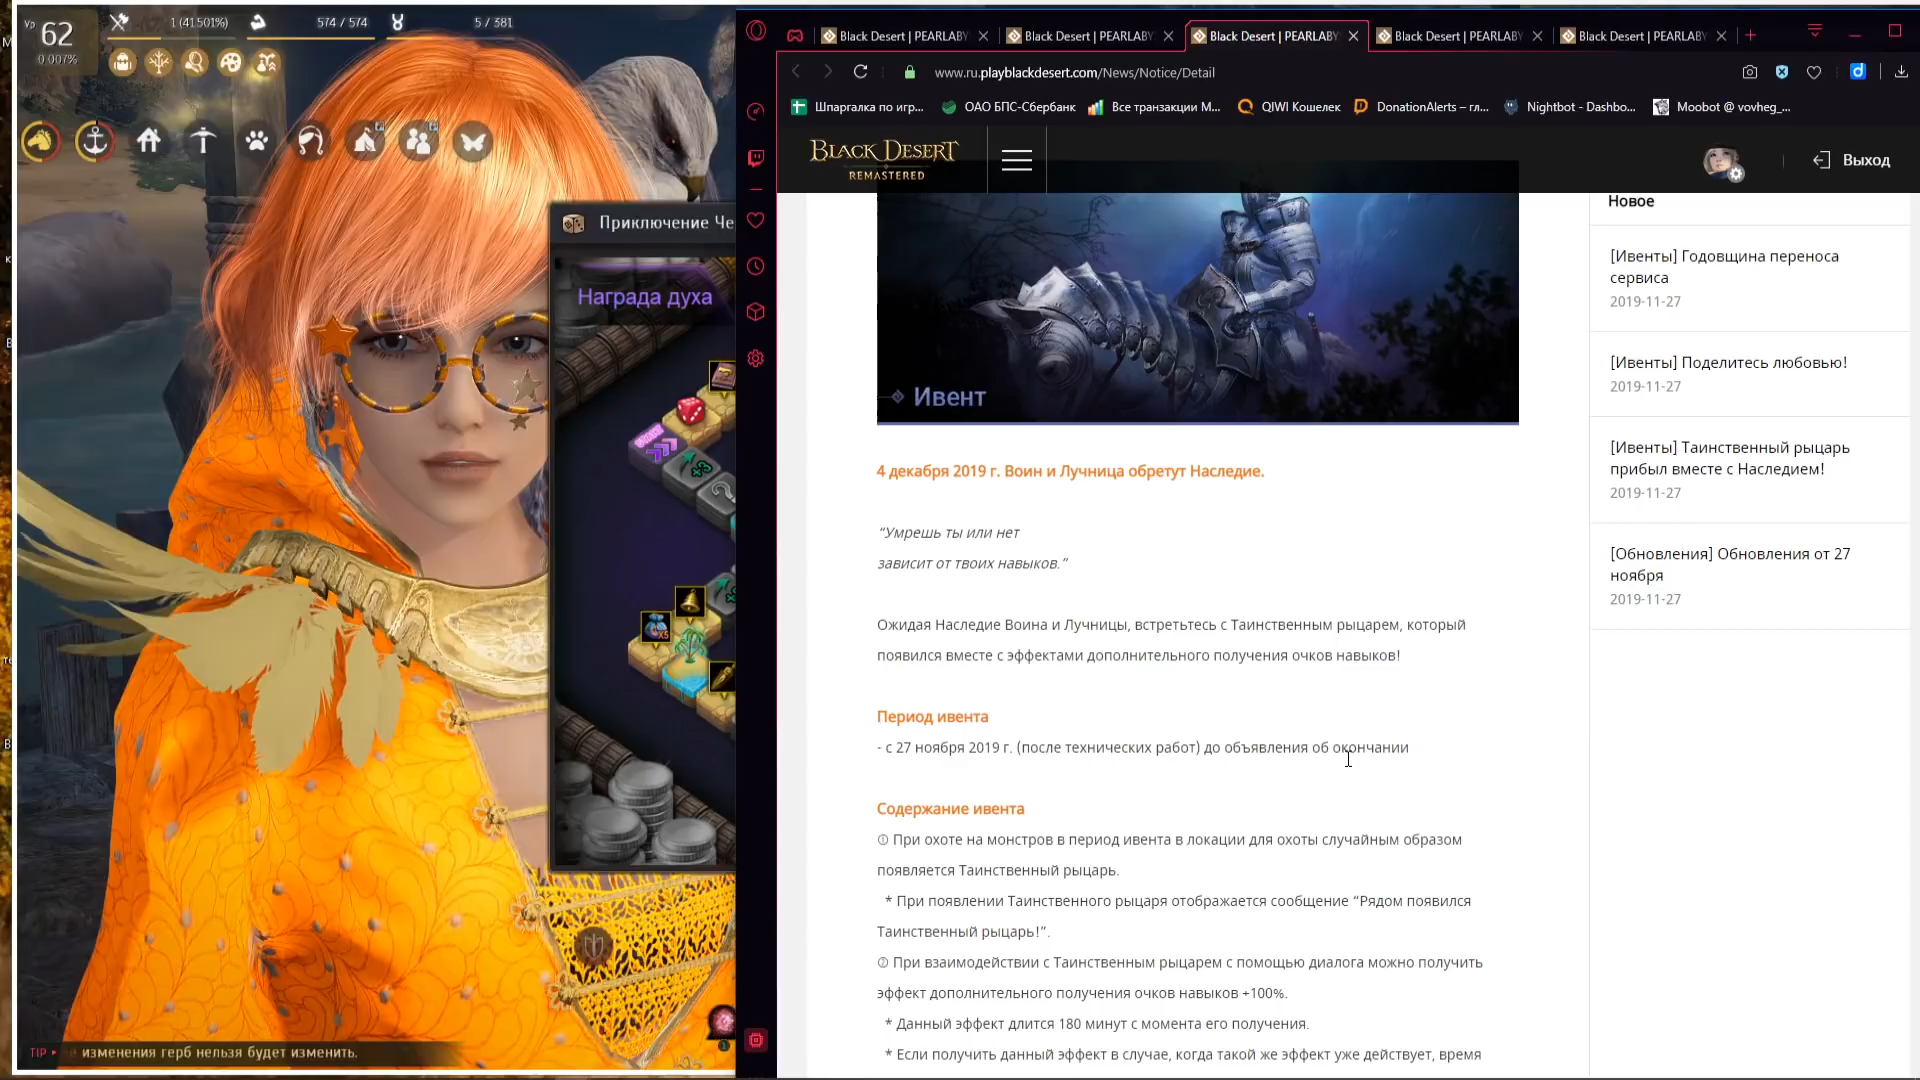 Ур
62
0.007%
1 (41.501%)
574 / 574
5 / 381
Приключение Че
Награда духа
X5
TIP
изменения герб нельзя будет изменить.
Black Desert | PEARLABY
Black Desert | PEARLABY
Black Desert | PEARLABY
Black Desert | PEARLABY
Black Desert | PEARLABY
www.ru.playblackdesert.com/News/Notice/Detail
Шпаргалка по игр...
ОАО БПС-Сбербанк
Все транзакции М...
QIWI Кошелек
DonationAlerts – гл...
Nightbot - Dashbo...
Moobot @ vovheg_...
BLACK DESERT
REMASTERED
Выход
Ивент
4 декабря 2019 г. Воин и Лучница обретут Наследие.
“Умрешь ты или нет
зависит от твоих навыков.”
Ожидая Наследие Воина и Лучницы, встретьтесь с Таинственным рыцарем, который
появился вместе с эффектами дополнительного получения очков навыков!
Период ивента
- с 27 ноября 2019 г. (после технических работ) до объявления об окончании
Содержание ивента
① При охоте на монстров в период ивента в локации для охоты случайным образом
появляется Таинственный рыцарь.
* При появлении Таинственного рыцаря отображается сообщение “Рядом появился
Таинственный рыцарь!”.
② При взаимодействии с Таинственным рыцарем с помощью диалога можно получить
эффект дополнительного получения очков навыков +100%.
* Данный эффект длится 180 минут с момента его получения.
* Если получить данный эффект в случае, когда такой же эффект уже действует, время
Новое
[Ивенты] Годовщина переноса
сервиса
2019-11-27
[Ивенты] Поделитесь любовью!
2019-11-27
[Ивенты] Таинственный рыцарь
прибыл вместе с Наследием!
2019-11-27
[Обновления] Обновления от 27
ноября
2019-11-27